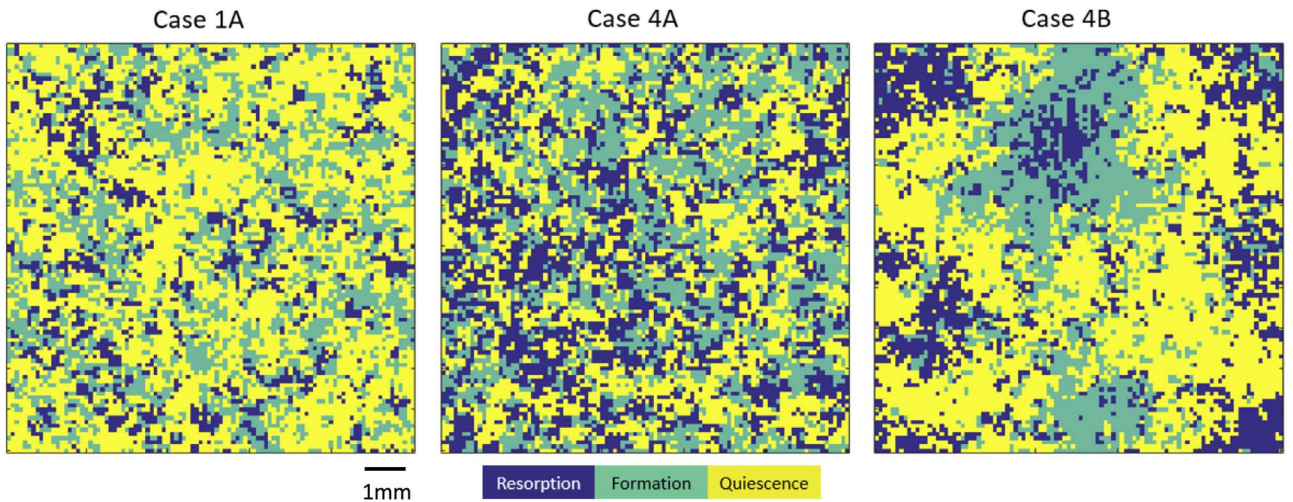 Case 1A
Case 4A
Case 4B
1mm
Resorption
Formation
Quiescence